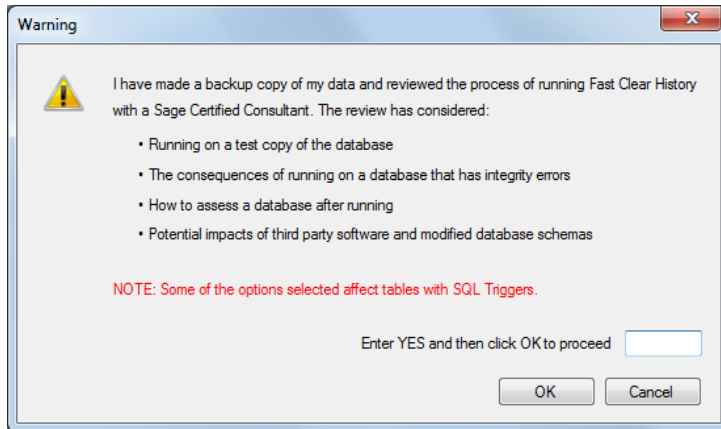 Warning
I have made a backup copy of my data and reviewed the process of running Fast Clear History
with a Sage Certified Consultant. The review has considered:
• Running on a test copy of the database
• The consequences of running on a database that has integrity errors
• How to assess a database after running
• Potential impacts of third party software and modified database schemas
NOTE: Some of the options selected affect tables with SQL Triggers.
Enter YES and then click OK to proceed
OK Cancel